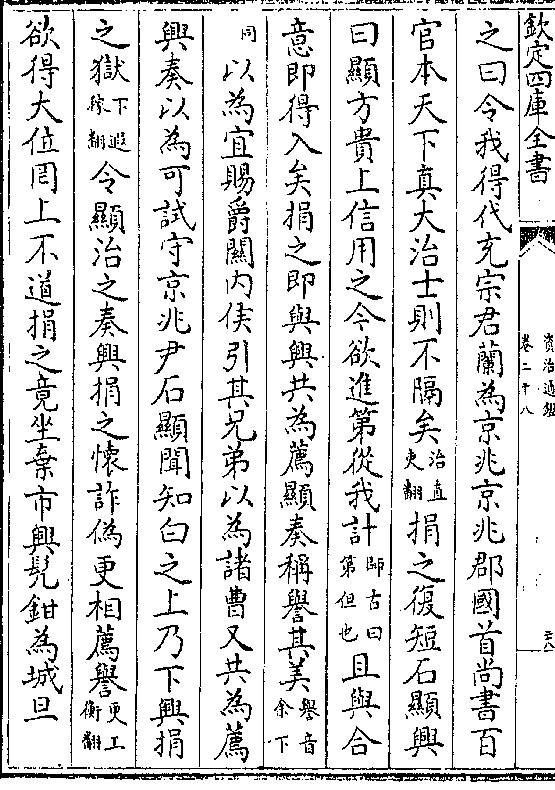 欽定四庫全書
資治通鑑
卷二十八
之曰令我得代充宗君蘭為京兆京兆郡國首尚書百
官本天下真大治士則不隔矣治直吏翻捐之復短石顯興
曰顯方貴上信用之今欲進第從我計師古曰第但也且與合
意即得入矣捐之即與興共為薦顯奏稱譽其美譽音余下
同以為宜賜爵關內侯引其兄弟以為諸曹又共為薦
興奏以為可試守京兆尹石顯聞知白之上乃下興捐
之獄下遐稼翻令顯治之奏興捐之懷詐偽更相薦譽更工衡翻
欲得大位罔上不道捐之竟坐棄市興髡鉗為城旦